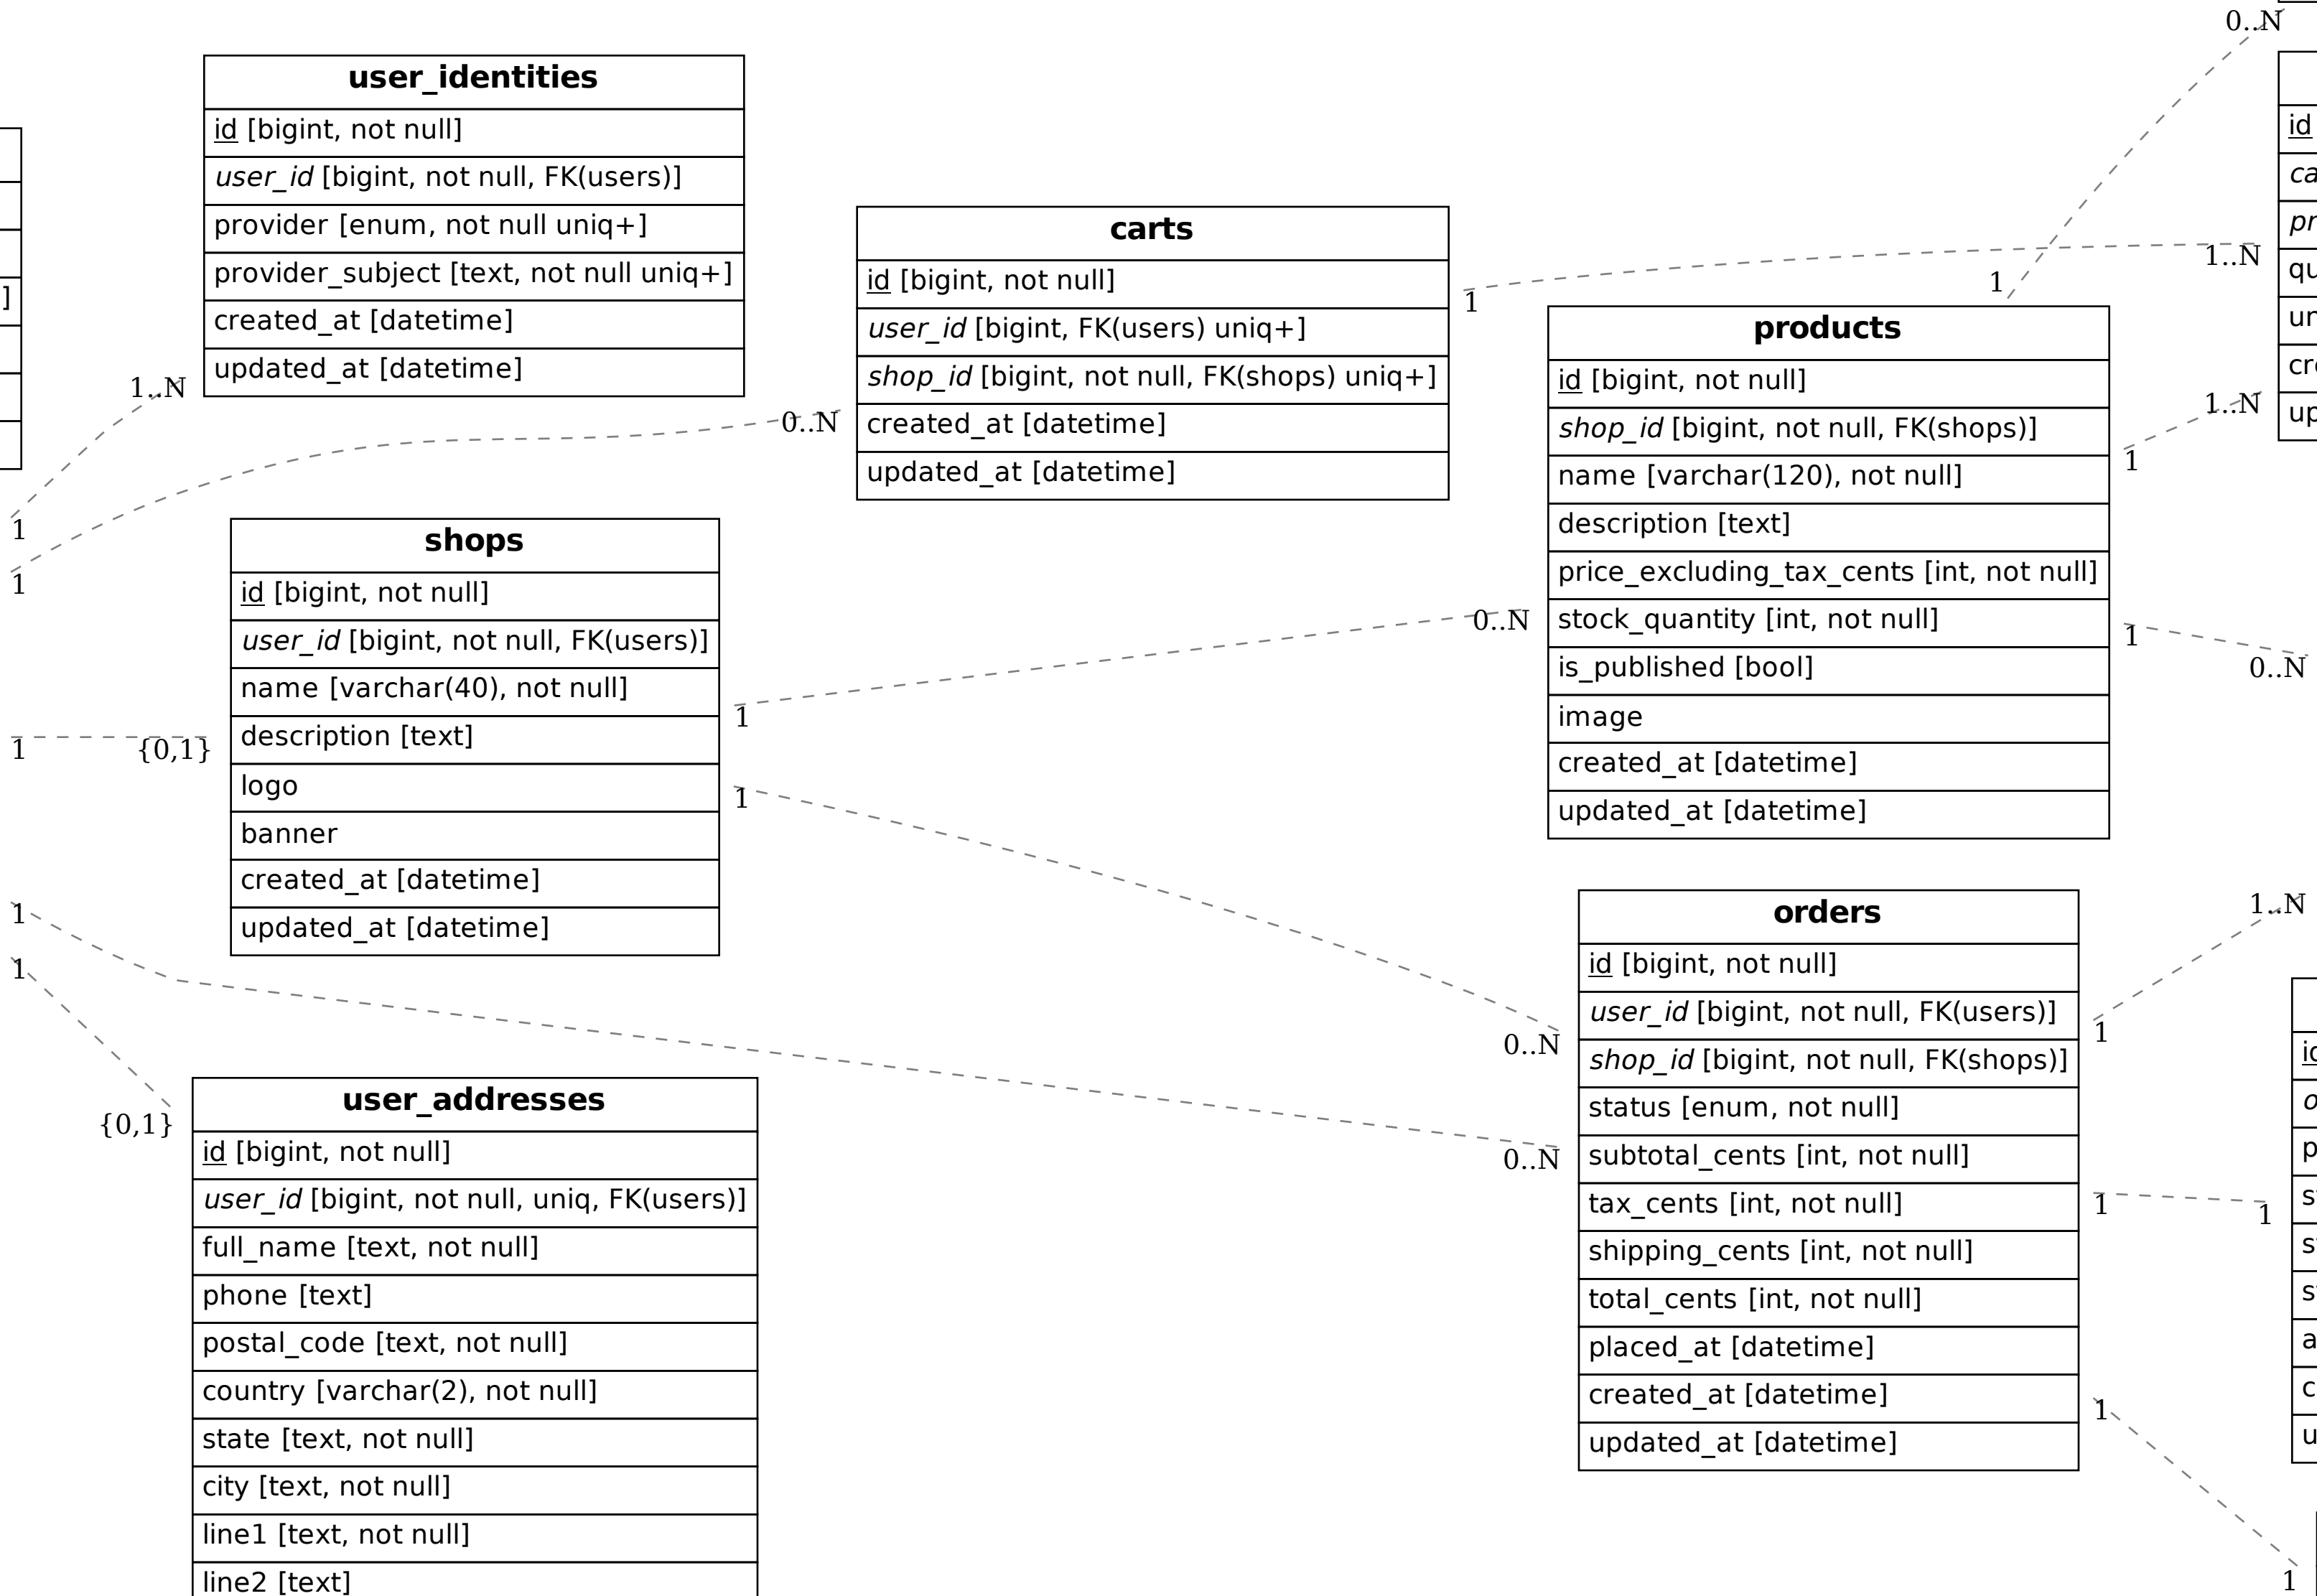 user_identities
id [bigint, not null]
user_id [bigint, not null, FK(users)]
provider [enum, not null uniq+]
provider_subject [text, not null uniq+]
created_at [datetime]
updated_at [datetime]
]
1..N
1
1
0..N
carts
id [bigint, not null]
user_id [bigint, FK(users) uniq+]
shop_id [bigint, not null, FK(shops) uniq+]
created_at [datetime]
updated_at [datetime]
1
1..N
0..N
1
products
id [bigint, not null]
shop_id [bigint, not null, FK(shops)]
name [varchar(120), not null]
description [text]
price_excluding_tax_cents [int, not null]
stock_quantity [int, not null]
is_published [bool]
image
created_at [datetime]
updated_at [datetime]
1
1..N
1
0..N
0..N
id
shops
id [bigint, not null]
user_id [bigint, not null, FK(users)]
name [varchar(40), not null]
description [text]
logo
banner
created_at [datetime]
updated_at [datetime]
1
{0,1}
1
1
1
1
{0,1}
user_addresses
id [bigint, not null]
user_id [bigint, not null, uniq, FK(users)]
full_name [text, not null]
phone [text]
postal_code [text, not null]
country [varchar(2), not null]
state [text, not null]
city [text, not null]
line1 [text, not null]
line2 [text]
0..N
0..N
orders
id [bigint, not null]
user_id [bigint, not null, FK(users)]
shop_id [bigint, not null, FK(shops)]
status [enum, not null]
subtotal_cents [int, not null]
tax_cents [int, not null]
shipping_cents [int, not null]
total_cents [int, not null]
placed_at [datetime]
created_at [datetime]
updated_at [datetime]
1..N
1
1
1
1
1